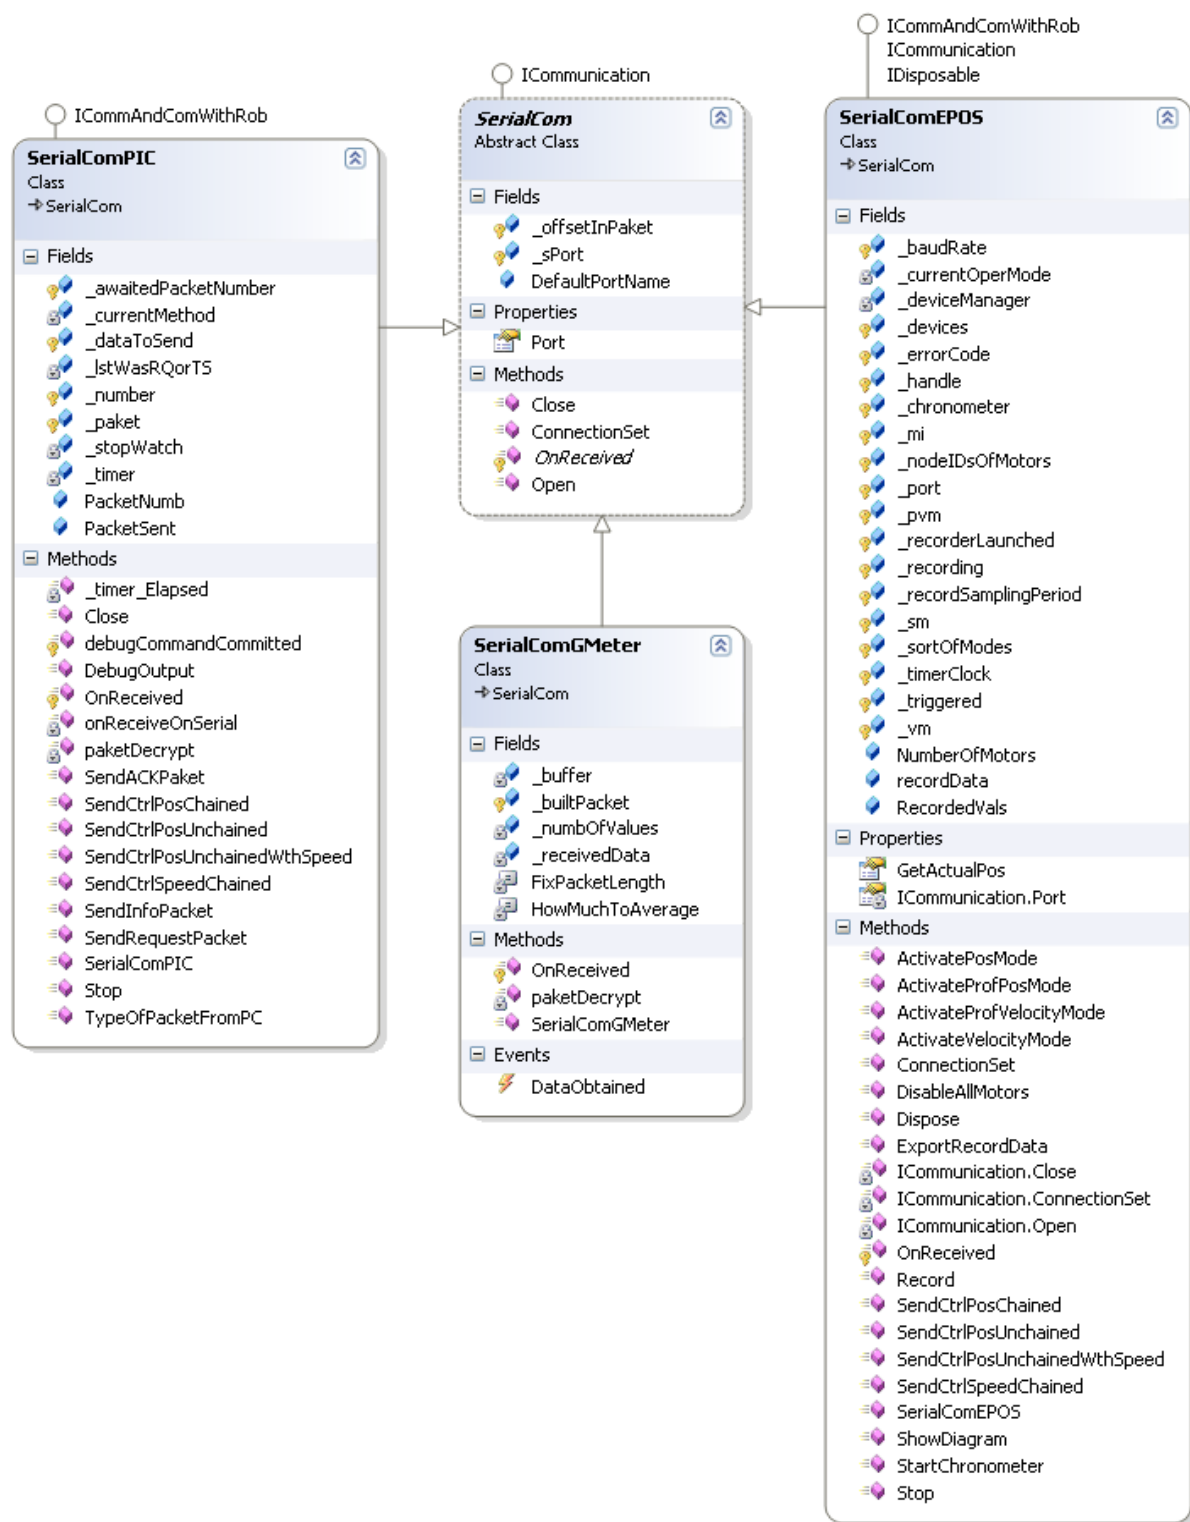 ICommAndComWithRob
SerialComPIC
Class
SerialCom
Fields
_awaitedPacketNumber
_currentMethod
_dataToSend
_lstWasRQorTS
_number
_paket
_stopWatch
_timer
PacketNumb
PacketSent
Methods
_timer_Elapsed
Close
debugCommandCommitted
DebugOutput
OnReceived
onReceiveOnSerial
paketDecrypt
SendACKPaket
SendCtrlPosChained
SendCtrlPosUnchained
SendCtrlPosUnchainedWthSpeed
SendCtrlSpeedChained
SendInfoPacket
SendRequestPacket
SerialComPIC
Stop
TypeOfPacketFromPC
ICommunication
SerialCom
Abstract Class
Fields
_offsetInPaket
_sPort
DefaultPortName
Properties
Port
Methods
Close
ConnectionSet
OnReceived
Open
SerialComGMeter
Class
SerialCom
Fields
_buffer
_builtPacket
_numbOfValues
_receivedData
FixPacketLength
HowMuchToAverage
Methods
OnReceived
paketDecrypt
SerialComGMeter
Events
DataObtained
ICommAndComWithRob
ICommunication
IDisposable
SerialComEPOS
Class
SerialCom
Fields
_baudRate
_currentOperMode
_deviceManager
_devices
_errorCode
_handle
_chronometer
_mi
_nodeIDsOfMotors
_port
_pvm
_recorderLaunched
_recording
_recordSamplingPeriod
_sm
_sortOfModes
_timerClock
_triggered
_vm
NumberOfMotors
recordData
RecordedVals
Properties
GetActualPos
ICommunication.Port
Methods
ActivatePosMode
ActivateProfPosMode
ActivateProfVelocityMode
ActivateVelocityMode
ConnectionSet
DisableAllMotors
Dispose
ExportRecordData
ICommunication.Close
ICommunication.ConnectionSet
ICommunication.Open
OnReceived
Record
SendCtrlPosChained
SendCtrlPosUnchained
SendCtrlPosUnchainedWthSpeed
SendCtrlSpeedChained
SerialComEPOS
ShowDiagram
StartChronometer
Stop